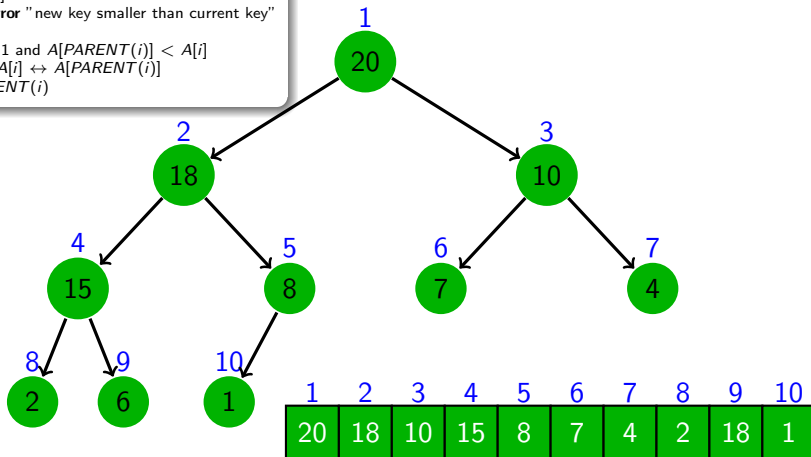 ror "new key smaller than current key"
1 and A[PARENT(i)] < A[i]
A[i] ↔ A[PARENT(i)]
ENT(i)
1
20
2 3
18 10
4 5 6 7
15 8 7 4
8 9 10
2 6 1
1 2 3 4 5 6 7 8 9 10
20 18 10 15 8 7 4 2 18 1